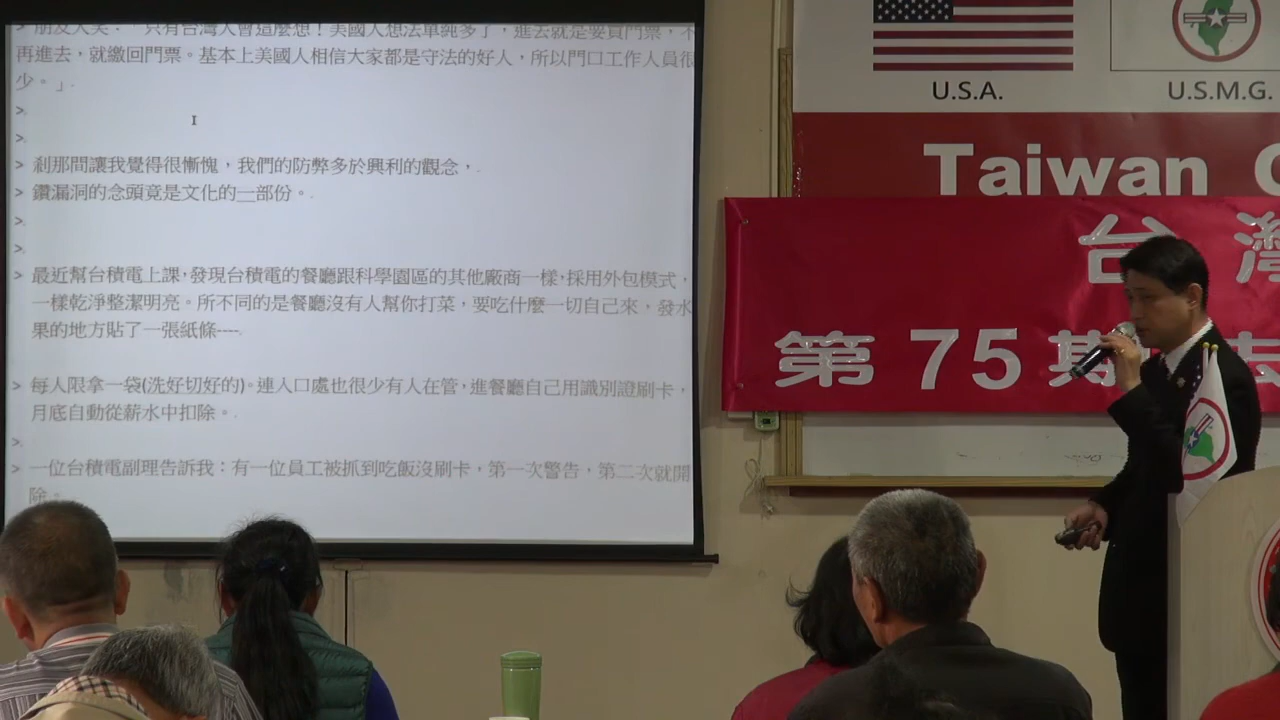 朋友大笑：「只有台灣人會這麼想！美國人想法單純多了，進去就是要買門票，不
再進去，就繳回門票。基本上美國人相信大家都是守法的好人，所以門口工作人員很
少。」
>
>
> 剎那間讓我覺得很慚愧，我們的防弊多於興利的觀念，
> 鑽漏洞的念頭竟是文化的一部份。
>
>
> 最近幫台積電上課，發現台積電的餐廳跟科學園區的其他廠商一樣，採用外包模式，
一樣乾淨整潔明亮。所不同的是餐廳沒有人幫你打菜，要吃什麼一切自己來，發水
果的地方貼了一張紙條----
> 每人限拿一袋(洗好切好的)。連入口處也很少有人在管，進餐廳自己用識別證刷卡，
月底自動從薪水中扣除。
>
> 一位台積電副理告訴我：有一位員工被抓到吃飯沒刷卡，第一次警告，第二次就開
除。
U.S.A.
U.S.M.G.
Taiwan C
台灣
第 75 期